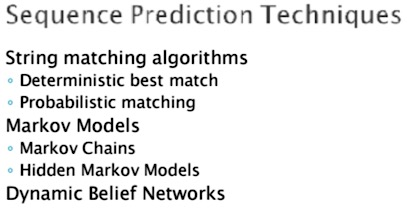 Sequence Prediction Techniques
String matching algorithms
◦ Deterministic best match
◦ Probabilistic matching
Markov Models
◦ Markov Chains
◦ Hidden Markov Models
Dynamic Belief Networks